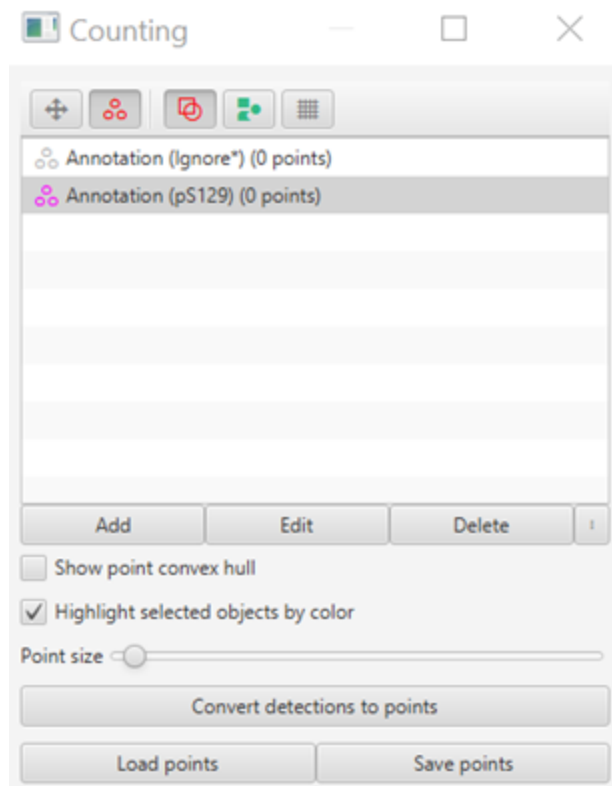 Counting
Annotation (Ignore*) (0 points)
Annotation (pS129) (0 points)
Add Edit Delete
Show point convex hull
Highlight selected objects by color
Point size
Convert detections to points
Load points Save points